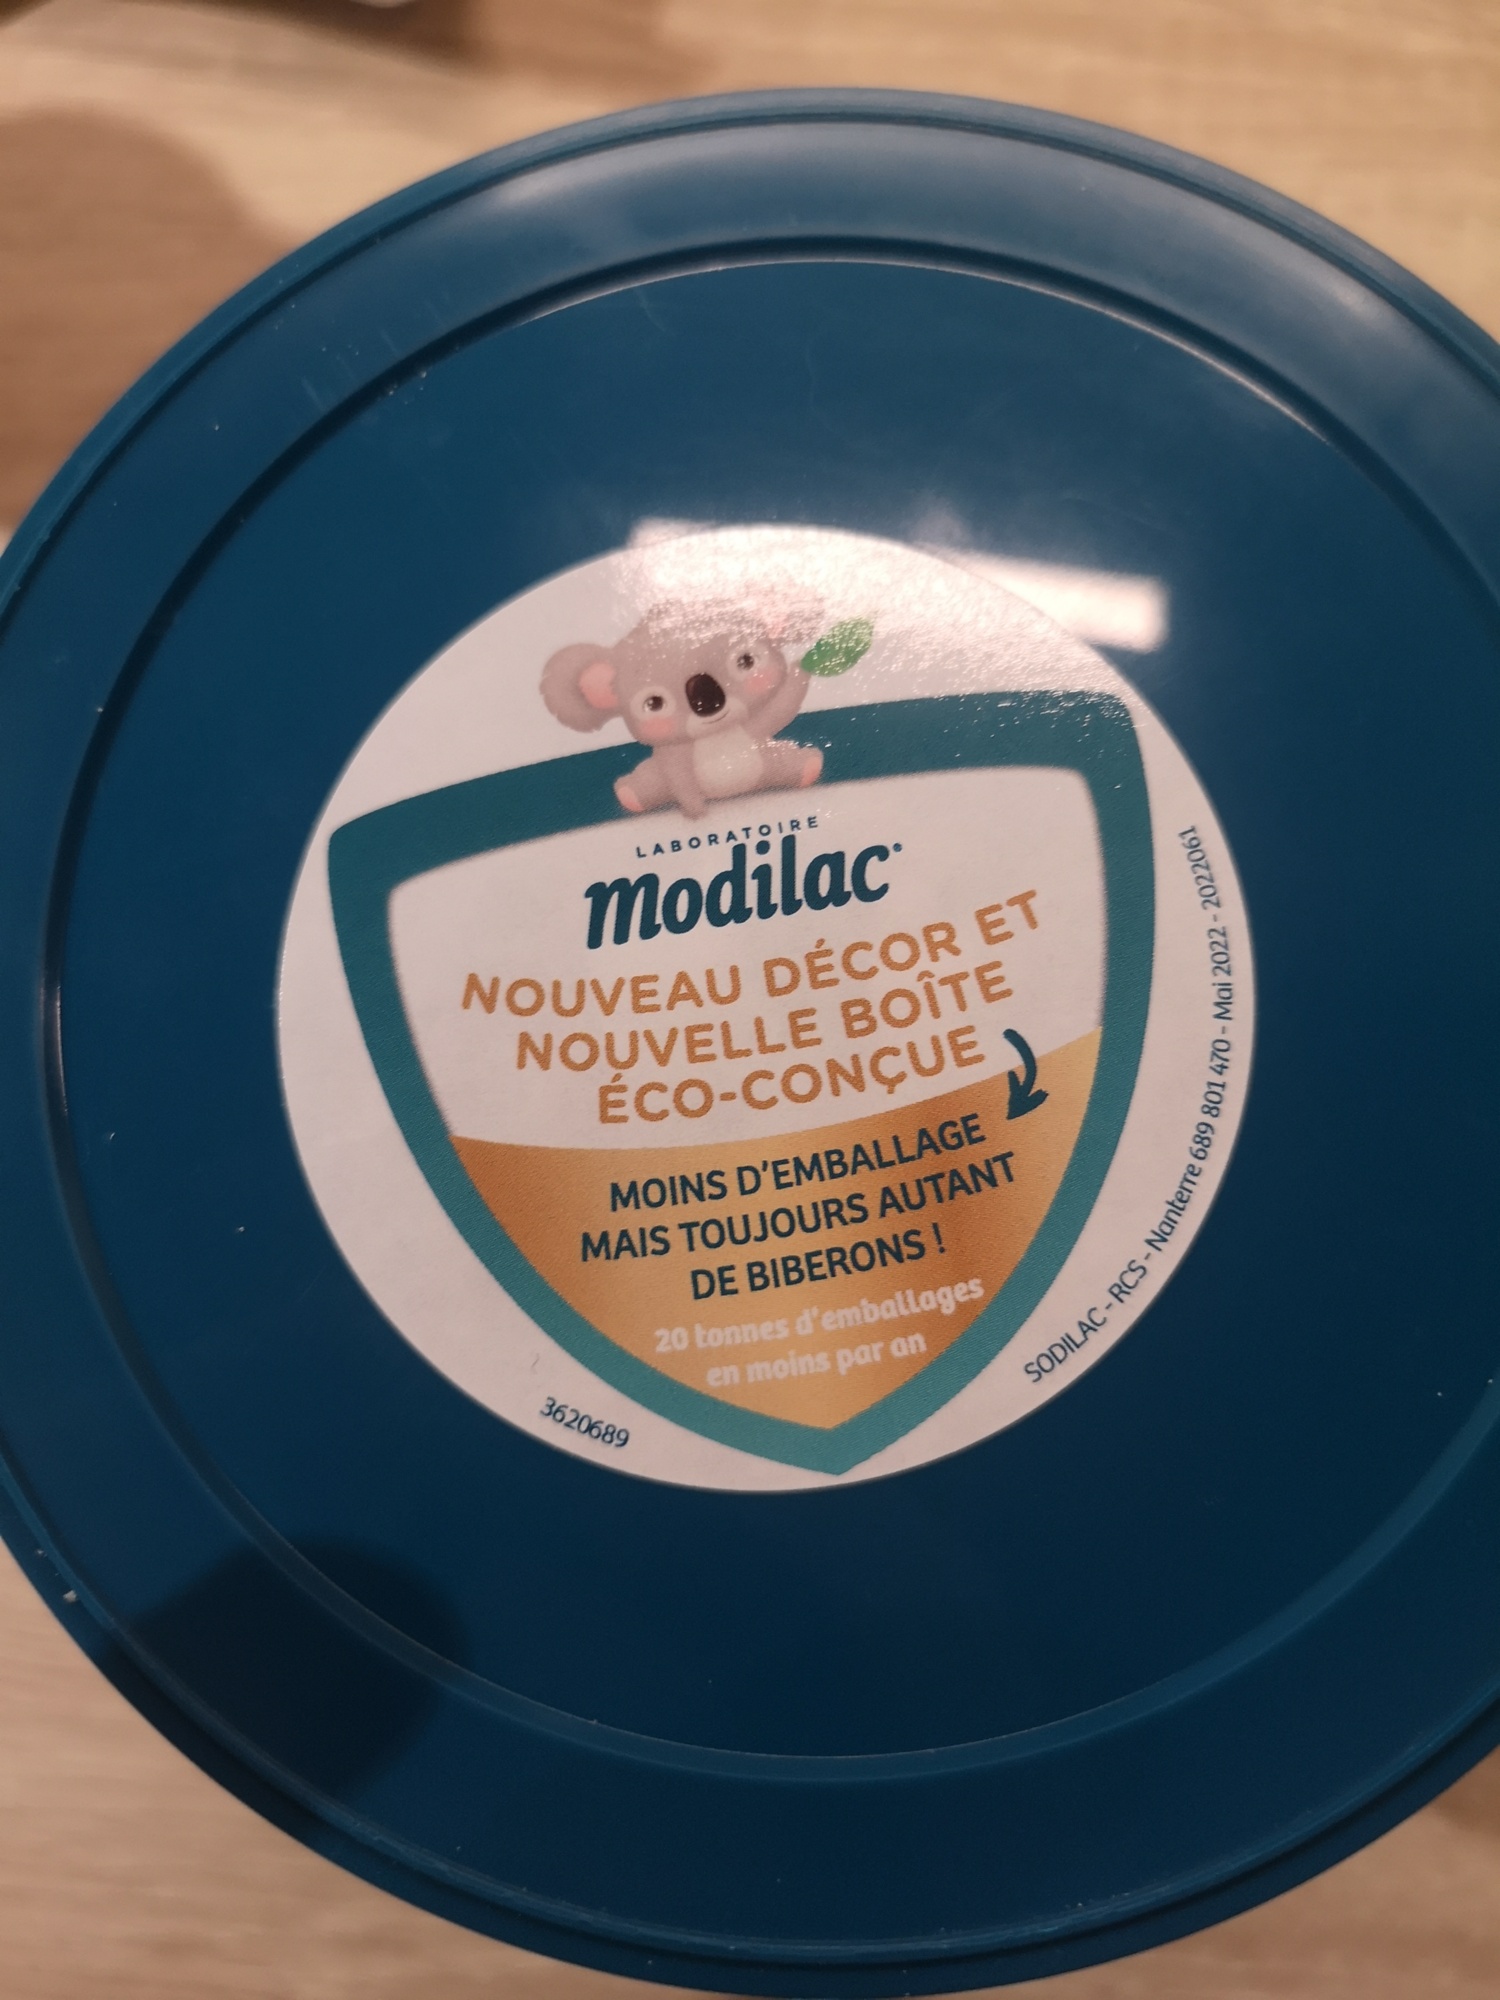 LABORATOIRE
modilac
NOUVEAU DÉCOR ET
NOUVELLE BOÎTE
ÉCO-CONÇUE
MOINS D'EMBALLAGE
MAIS TOUJOURS AUTANT
DE BIBERONS !
20 tonnes d'emballages
en moins par an
3620689
SODILAC - RCS - Nanterre 689 801 470 - Mai 2022 - 2022061